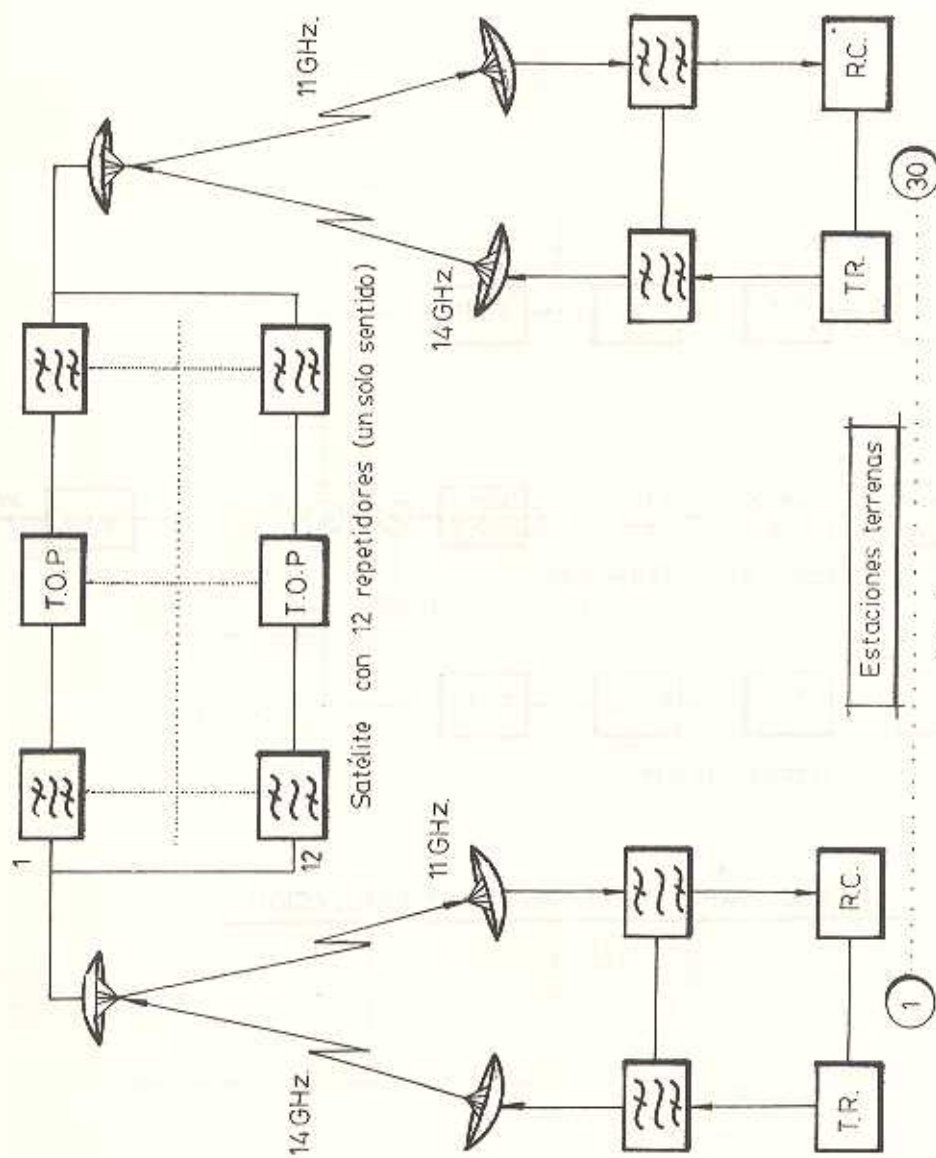 T.O.P
1
T.O.P
12
Satélite con 12 repetidores (un solo sentido)
14 GHz.
11 GHz.
14 GHz.
11 GHz.
T.R.
R.C.
T.R.
R.C.
Estaciones terrenas
1
30